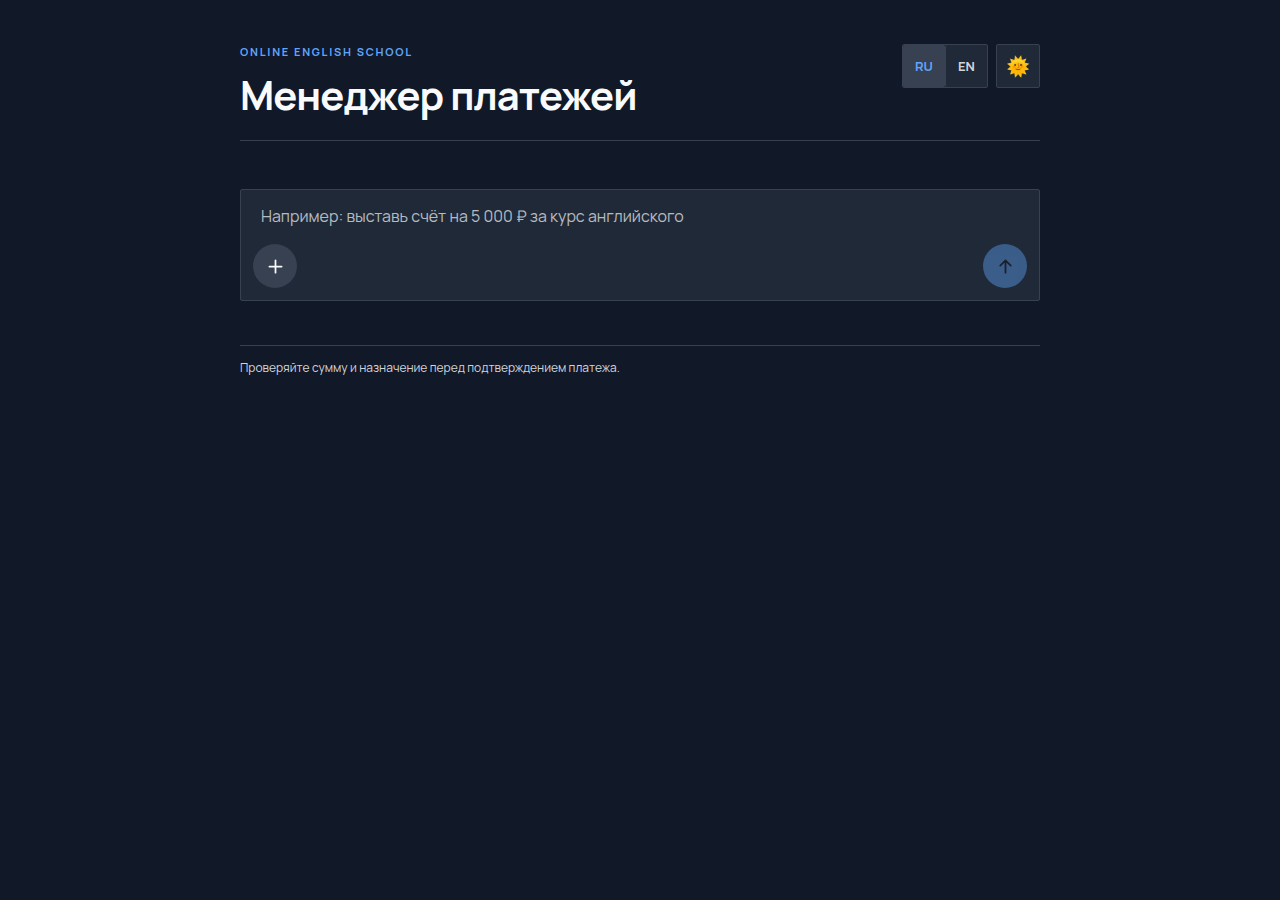 ONLINE ENGLISH SCHOOL
Менеджер платежей
RU EN
Например: выставь счёт на 5 000 ₽ за курс английского
Проверяйте сумму и назначение перед подтверждением платежа.